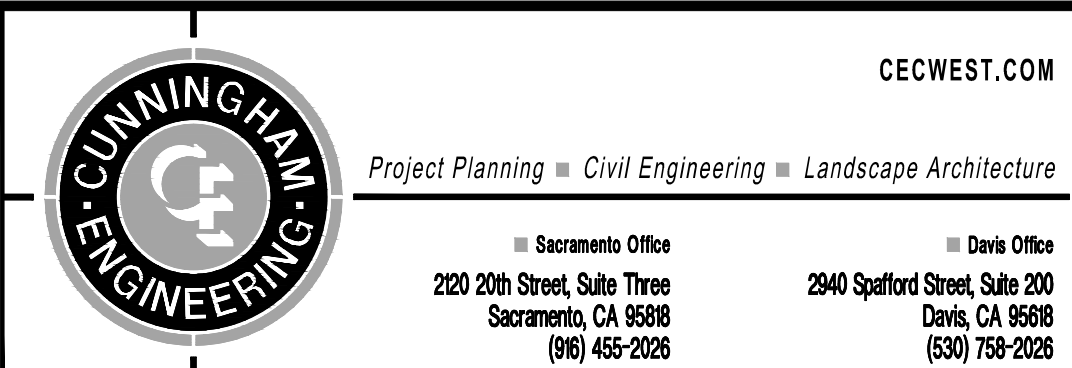 CUNNINGHAM
· ENGINEERING ·
CECWEST.COM
Project Planning ■ Civil Engineering ■ Landscape Architecture
■ Sacramento Office
2120 20th Street, Suite Three
Sacramento, CA 95818
(916) 455-2026
■ Davis Office
2940 Spafford Street, Suite 200
Davis, CA 95618
(530) 758-2026